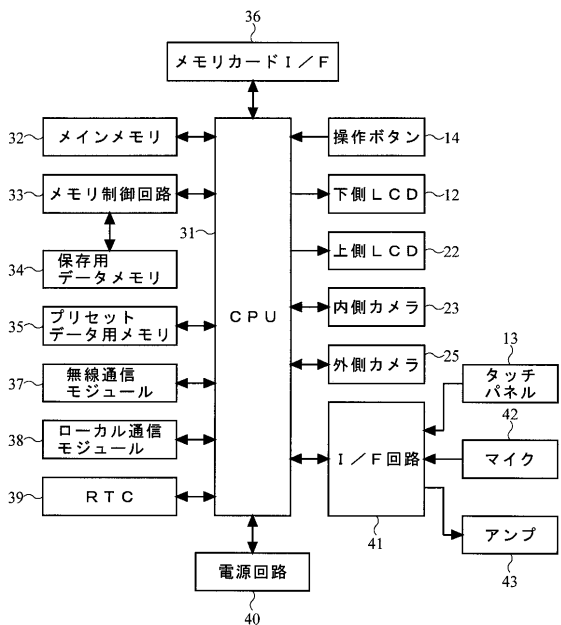 36
メモリカードI／F
32
メインメモリ
操作ボタン
14
33
メモリ制御回路
下側LCD
12
31
34
保存用
データメモリ
上側LCD
22
CPU
35
プリセット
データ用メモリ
内側カメラ
23
37
無線通信
モジュール
外側カメラ
25
13
タッチ
パネル
38
ローカル通信
モジュール
I／F回路
42
マイク
39
RTC
41
アンプ
43
電源回路
40